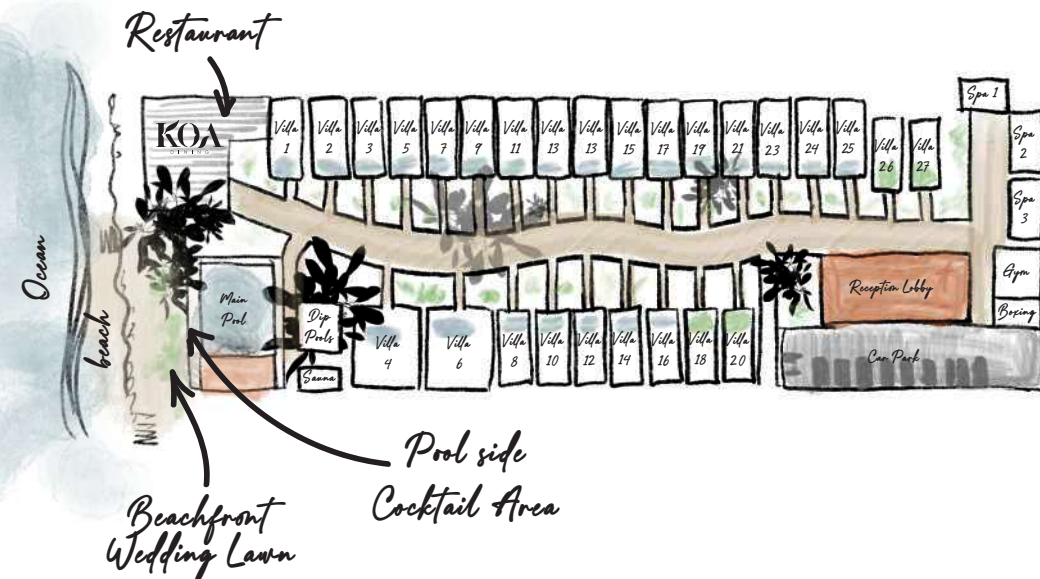 Restaurant
KOA
DINING
Villa 1
Villa 2
Villa 3
Villa 5
Villa 7
Villa 9
Villa 11
Villa 13
Villa 13
Villa 15
Villa 17
Villa 19
Villa 21
Villa 23
Villa 24
Villa 25
Villa 26
Villa 27
Spa 1
Spa 2
Spa 3
Gym
Boxing
Reception Lobby
Car Park
Ocean
beach
Main Pool
Dip Pools
Sauna
Villa 4
Villa 6
Villa 8
Villa 10
Villa 12
Villa 14
Villa 16
Villa 18
Villa 20
Pool side
Cocktail Area
Beachfront
Wedding Lawn